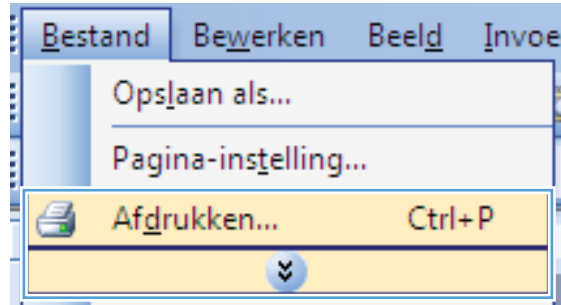 Bestand Bewerken Beeld Invoe
Opslaan als...
Pagina-instelling...
Afdrukken... Ctrl+P